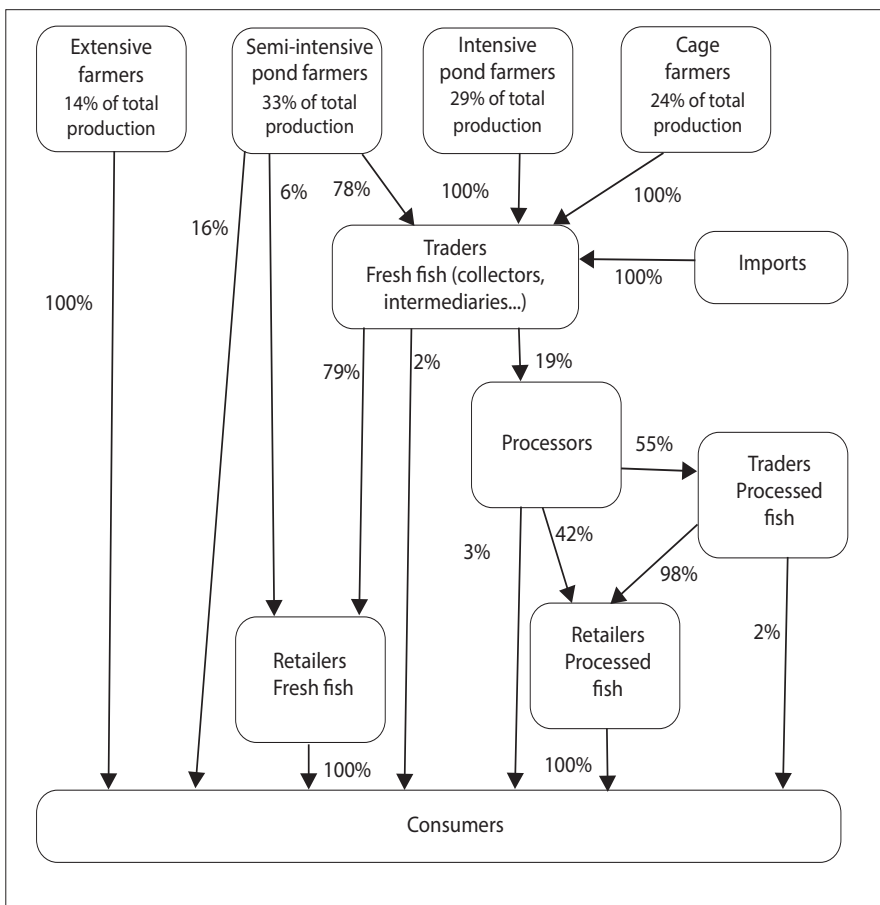 Extensive
farmers
14% of total
production
Semi-intensive
pond farmers
33% of total
production
Intensive
pond farmers
29% of total
production
Cage
farmers
24% of total
production
6%
78%
100%
100%
16%
Traders
Fresh fish (collectors,
intermediaries...)
Imports
100%
100%
79%
2%
19%
Processors
55%
Traders
Processed
fish
3%
42%
98%
Retailers
Fresh fish
Retailers
Processed
fish
2%
100%
100%
Consumers